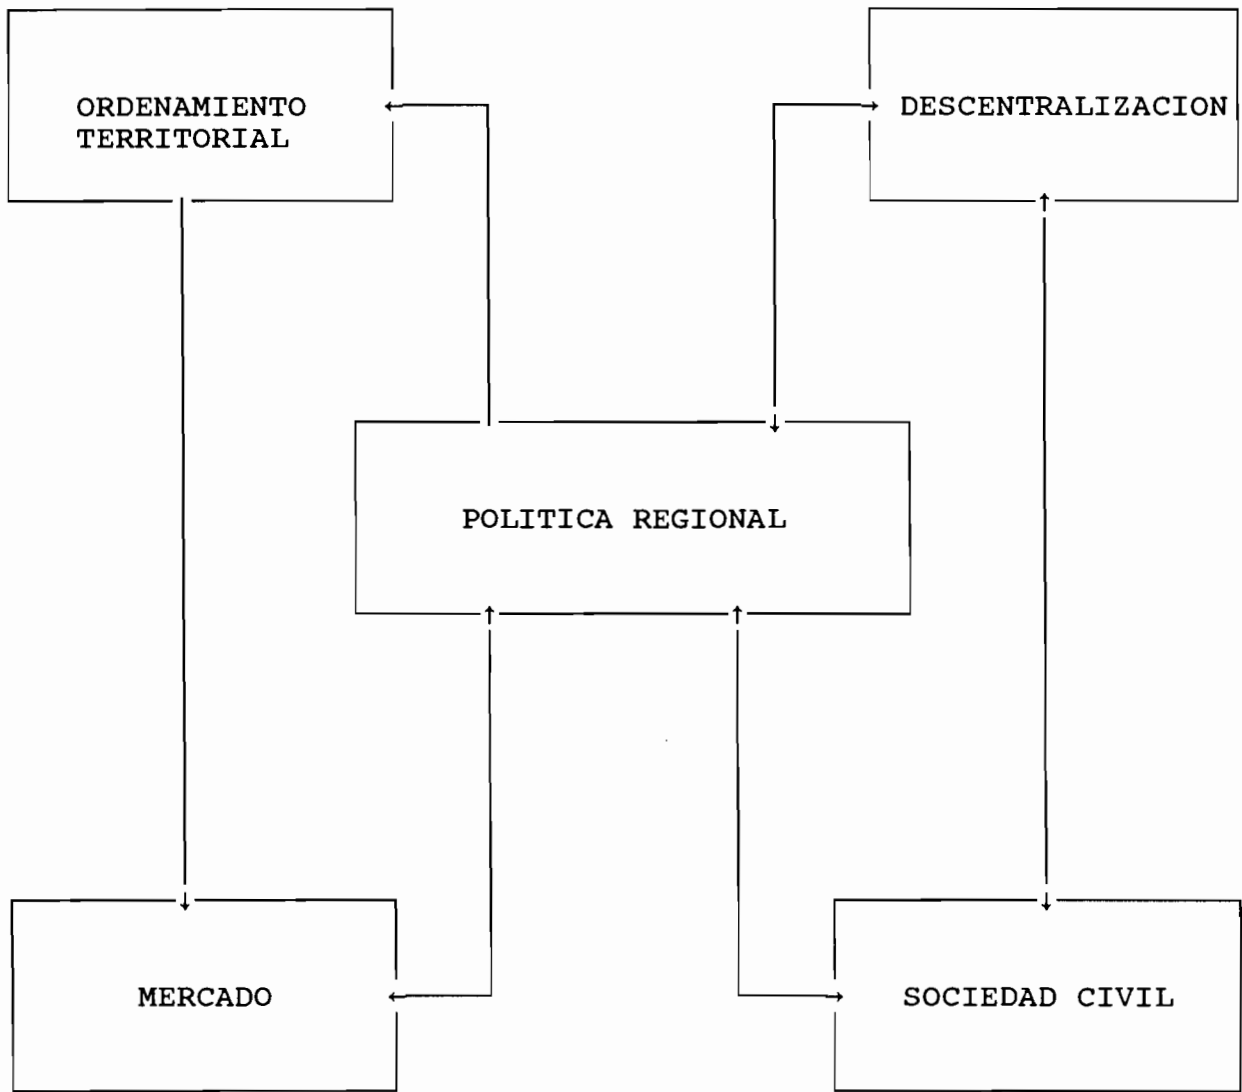 ORDENAMIENTO
TERRITORIAL
DESCENTRALIZACION
POLITICA REGIONAL
MERCADO
SOCIEDAD CIVIL